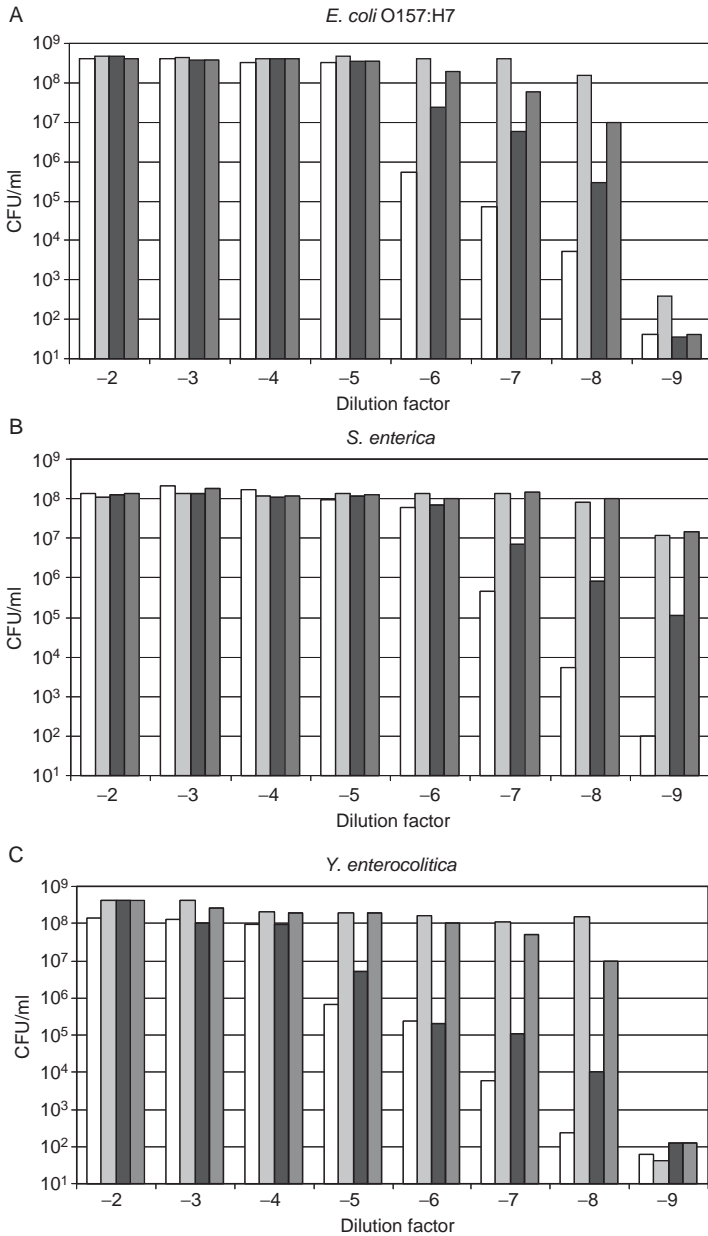 A
E. coli O157:H7
10⁹
10⁸
10⁷
10⁶
10⁵
10⁴
10³
10²
10¹
CFU/ml
–2 –3 –4 –5 –6 –7 –8 –9
Dilution factor
B
S. enterica
10⁹
10⁸
10⁷
10⁶
10⁵
10⁴
10³
10²
10¹
CFU/ml
–2 –3 –4 –5 –6 –7 –8 –9
Dilution factor
C
Y. enterocolitica
10⁹
10⁸
10⁷
10⁶
10⁵
10⁴
10³
10²
10¹
CFU/ml
–2 –3 –4 –5 –6 –7 –8 –9
Dilution factor